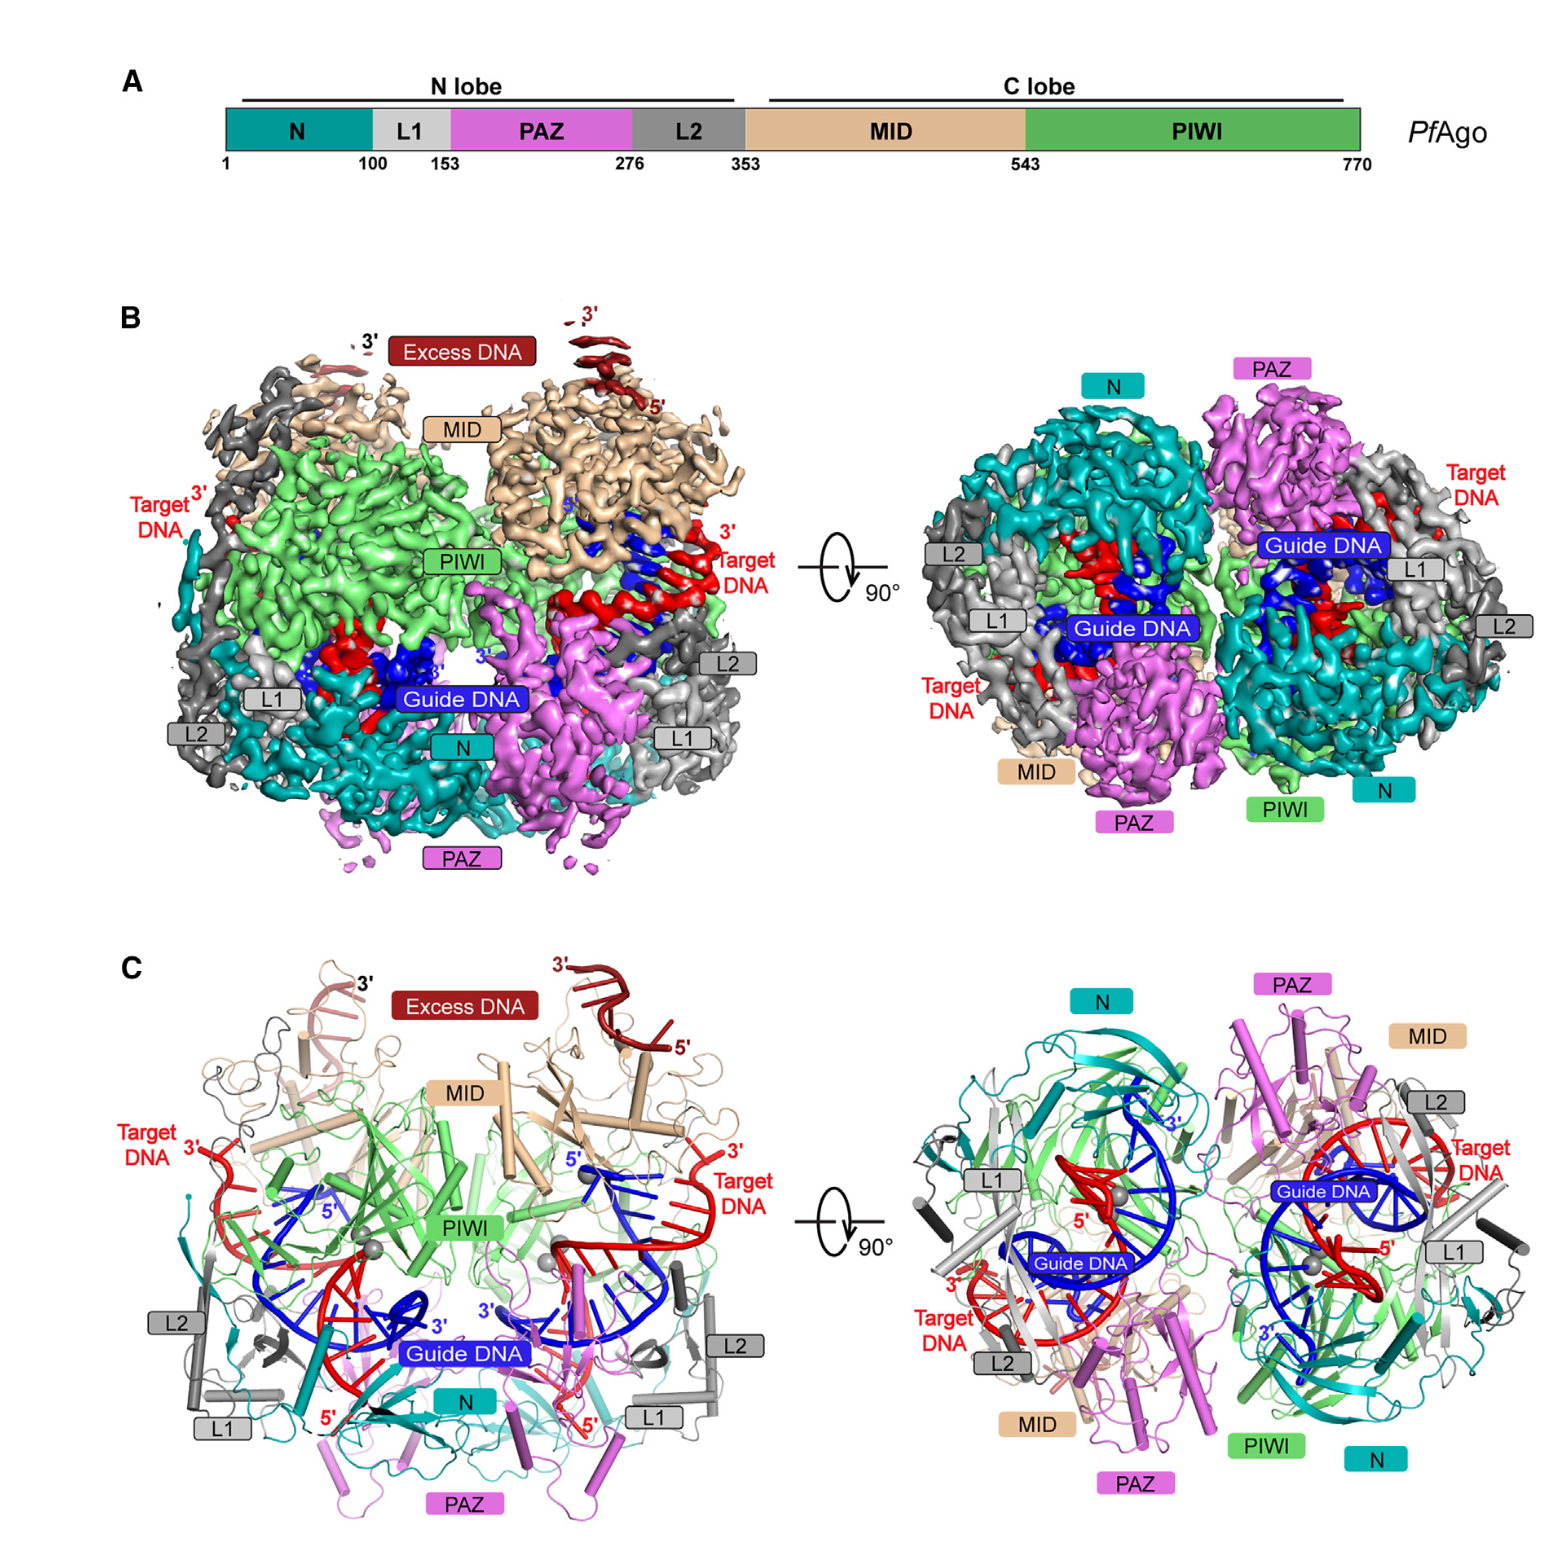 A
N lobe
C lobe
N
L1
PAZ
L2
MID
PIWI
PfAgo
1
100
153
276
353
543
770
B
3'
Excess DNA
3'
5'
MID
Target
DNA
3'
5'
3'
Target
DNA
PIWI
3'
3'
L2
L1
Guide DNA
L2
N
L1
PAZ
90°
N
PAZ
Target
DNA
L2
Guide DNA
L1
L1
Guide DNA
L2
Target
DNA
MID
PAZ
PIWI
N
C
3'
Excess DNA
3'
5'
MID
Target
DNA
3'
5'
5'
3'
Target
DNA
PIWI
L2
3'
3'
Guide DNA
L2
N
L1
5'
5'
L1
PAZ
90°
N
PAZ
MID
L2
3'
Target
DNA
L1
Guide DNA
5'
5'
L1
Guide DNA
3'
Target
DNA
L2
3'
MID
PIWI
N
PAZ